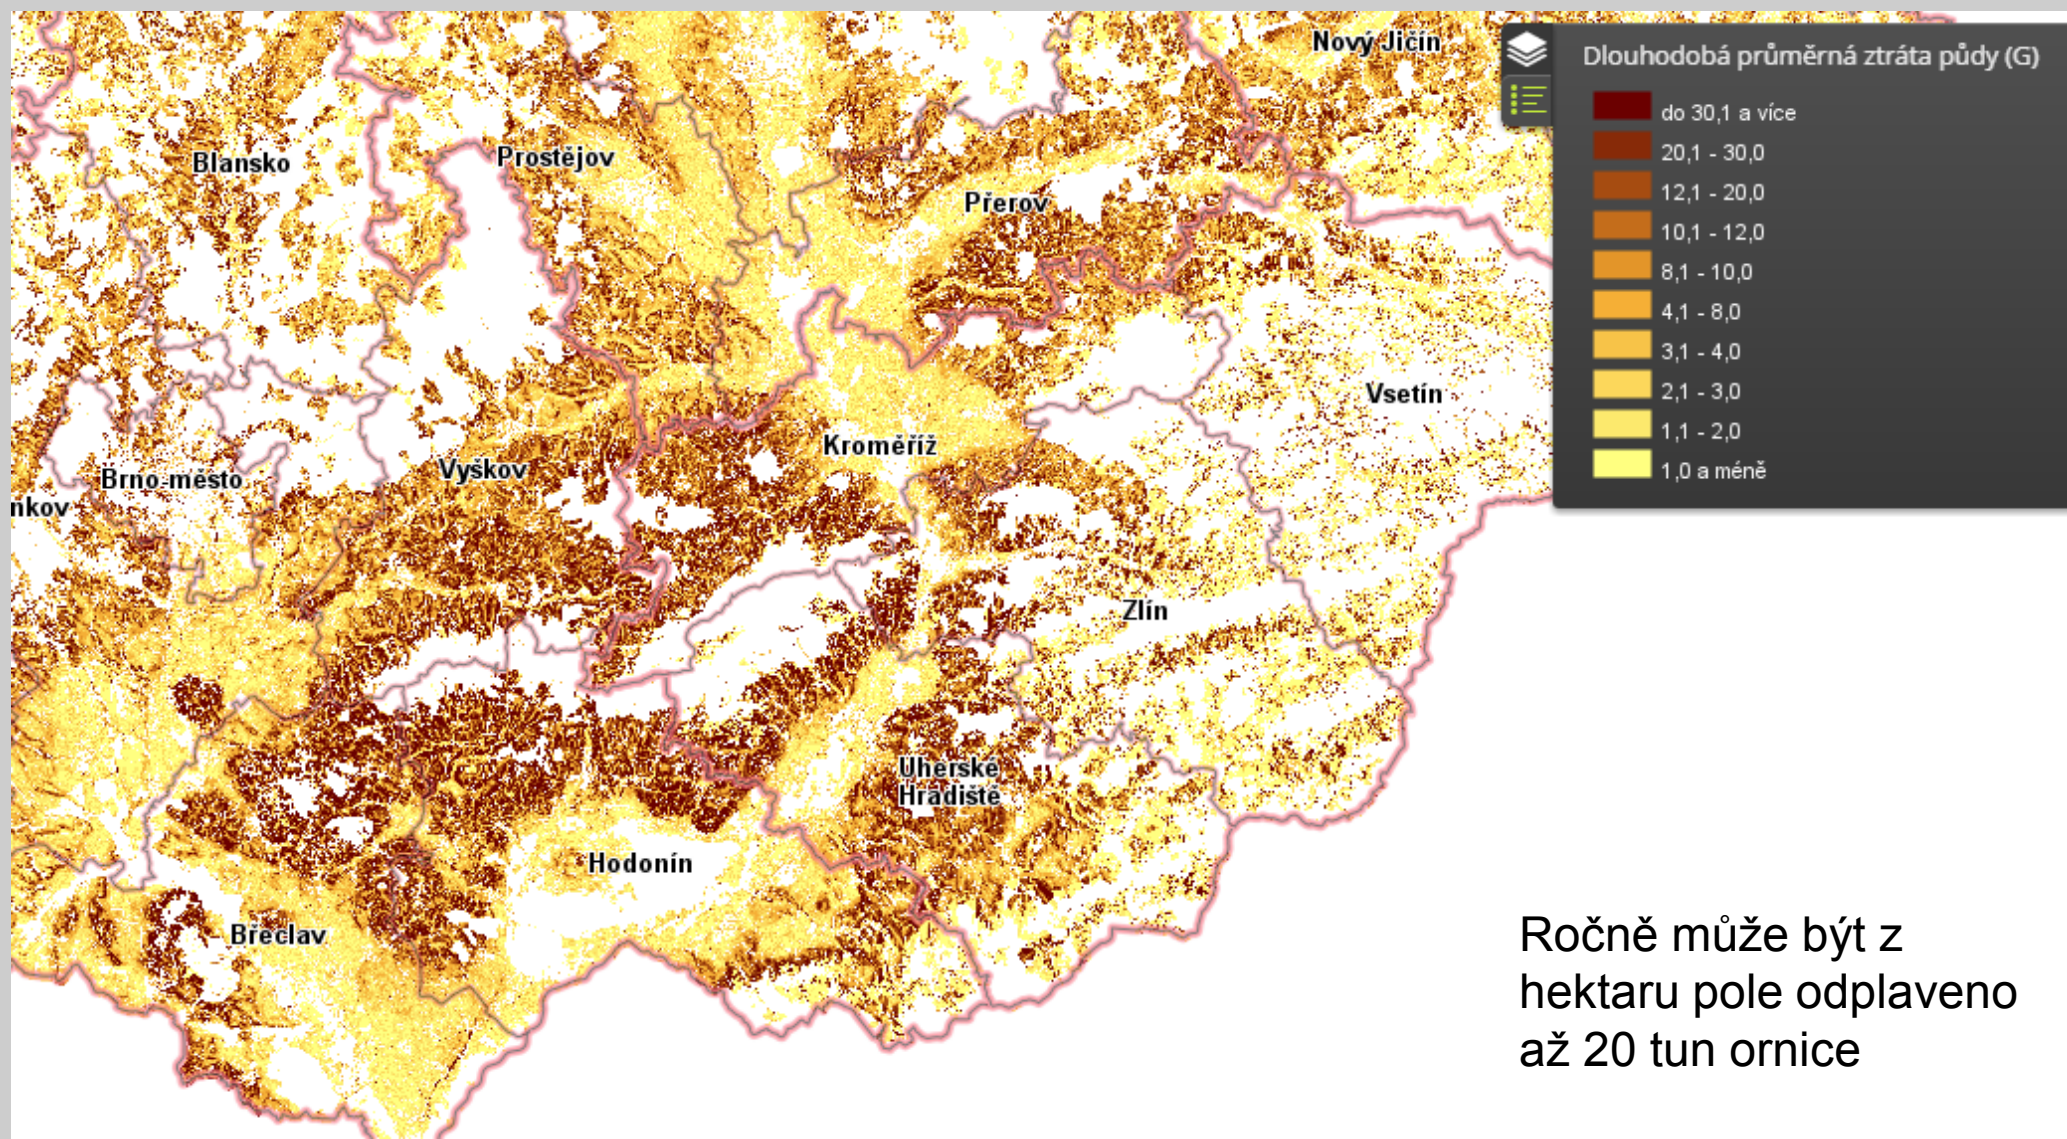 Nový Jičín
Dlouhodobá průměrná ztráta půdy (G)
do 30,1 a více
20,1 - 30,0
12,1 - 20,0
10,1 - 12,0
8,1 - 10,0
4,1 - 8,0
3,1 - 4,0
2,1 - 3,0
1,1 - 2,0
1,0 a méně
Blansko
Prostějov
Přerov
Vsetín
Kroměříž
Vyškov
Brno-město
nkov
Zlín
Uherské
Hradiště
Hodonín
Břeclav
Ročně může být z
hektaru pole odplaveno
až 20 tun ornice